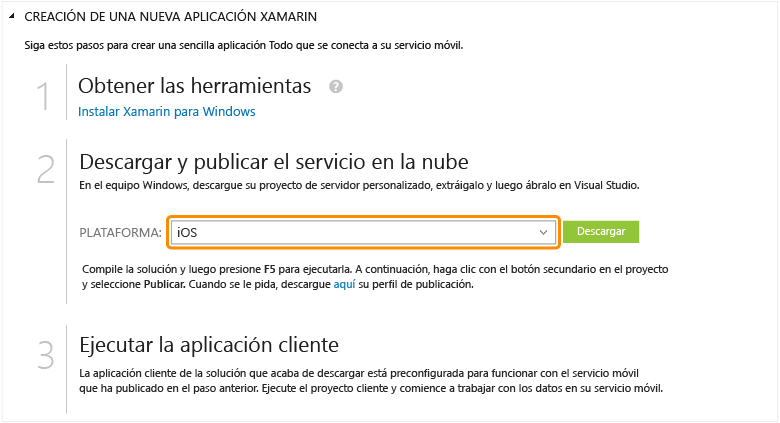 CREACIÓN DE UNA NUEVA APLICACIÓN XAMARIN
Siga estos pasos para crear una sencilla aplicación Todo que se conecta a su servicio móvil.
1
Obtener las herramientas ?
Instalar Xamarin para Windows
2
Descargar y publicar el servicio en la nube
En el equipo Windows, descargue su proyecto de servidor personalizado, extráigalo y luego ábralo en Visual Studio.
PLATAFORMA: iOS Descargar
Compile la solución y luego presione F5 para ejecutarla. A continuación, haga clic con el botón secundario en el proyecto
y seleccione Publicar. Cuando se le pida, descargue aquí su perfil de publicación.
3
Ejecutar la aplicación cliente
La aplicación cliente de la solución que acaba de descargar está preconfigurada para funcionar con el servicio móvil
que ha publicado en el paso anterior. Ejecute el proyecto cliente y comience a trabajar con los datos en su servicio móvil.